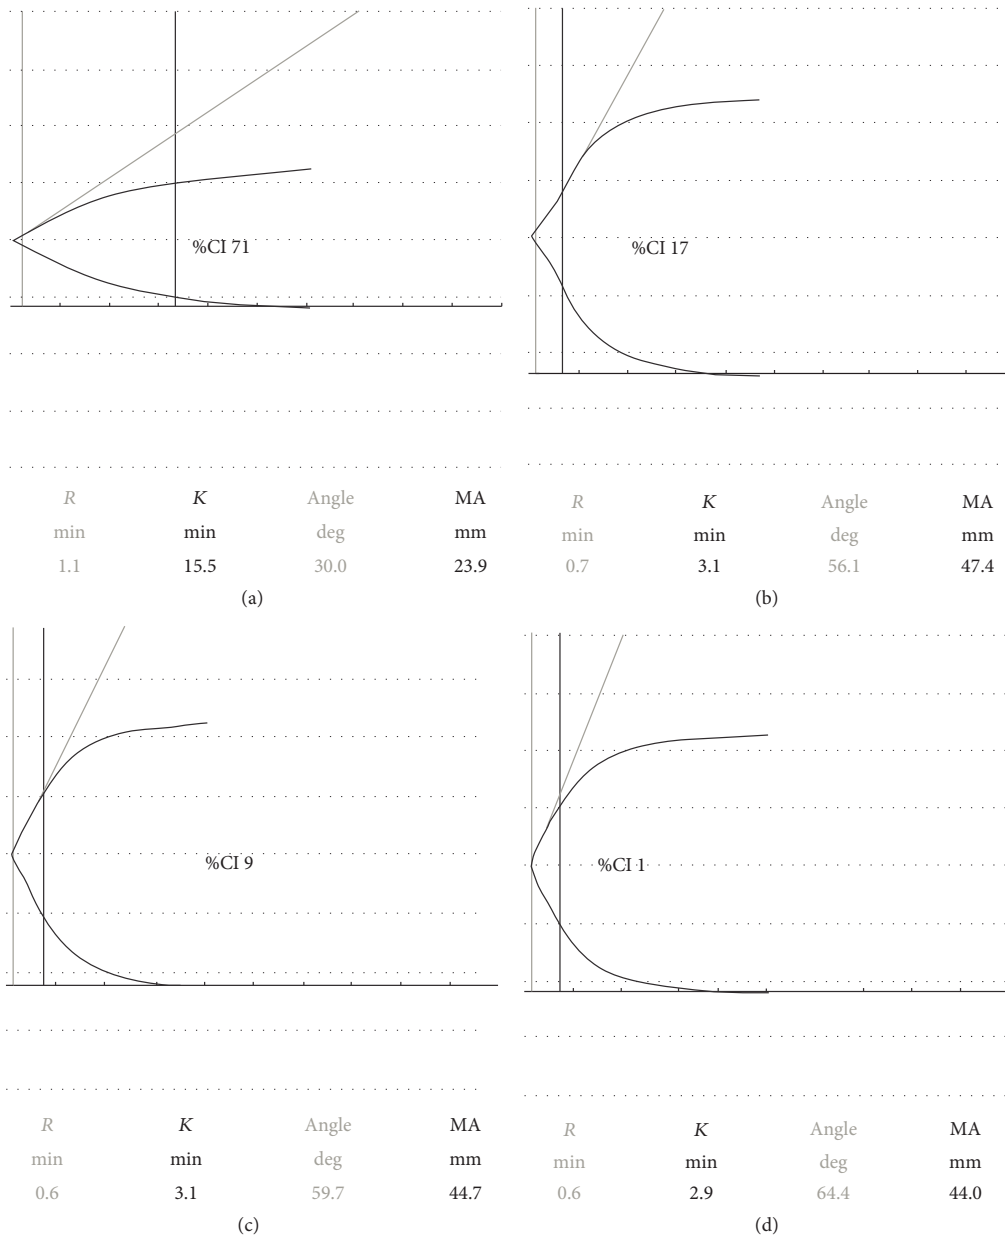 %CI 71
R K Angle MA
min min deg mm
1.1 15.5 30.0 23.9
(a)
%CI 17
R K Angle MA
min min deg mm
0.7 3.1 56.1 47.4
(b)
%CI 9
R K Angle MA
min min deg mm
0.6 3.1 59.7 44.7
(c)
%CI 1
R K Angle MA
min min deg mm
0.6 2.9 64.4 44.0
(d)